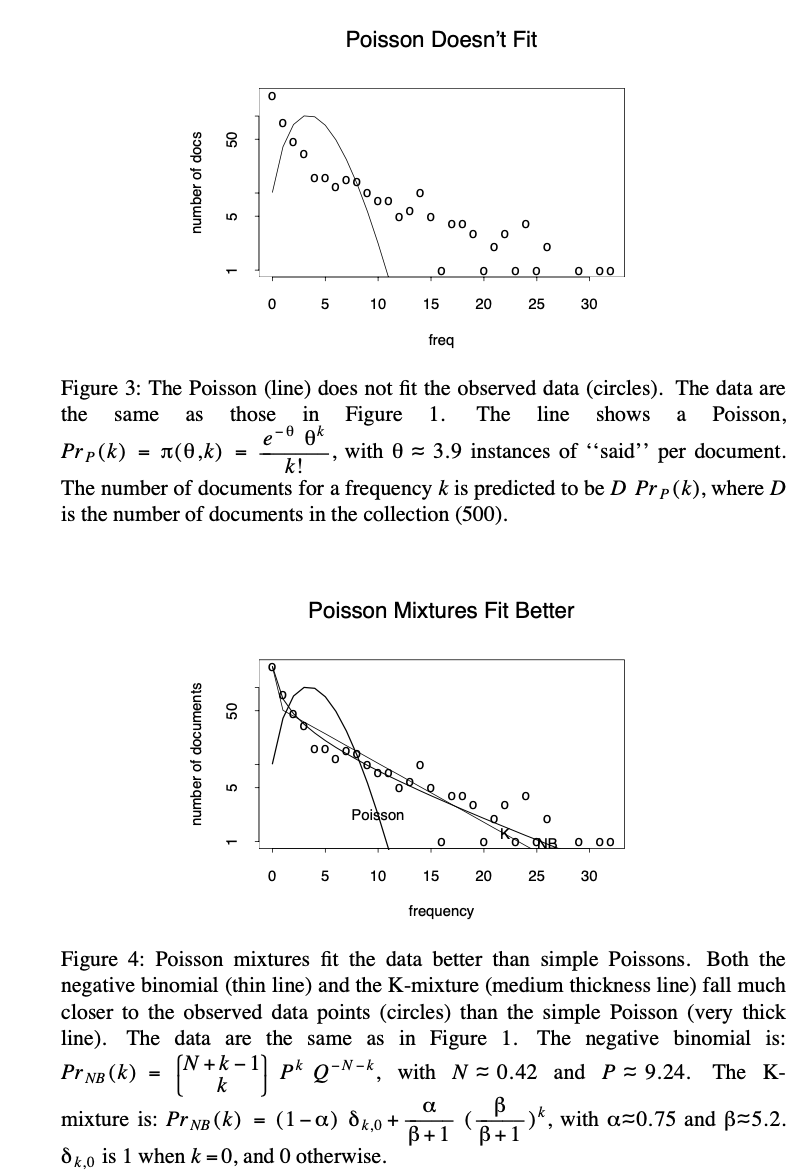 Poisson Doesn't Fit
number of docs
50
5
1
0 5 10 15 20 25 30
freq
Figure 3: The Poisson (line) does not fit the observed data (circles). The data are
the same as those in Figure 1. The line shows a Poisson,
Pr_P(k) = π(θ,k) = e^{-θ} θ^k / k!, with θ ≈ 3.9 instances of ‘‘said’’ per document.
The number of documents for a frequency k is predicted to be D Pr_P(k), where D
is the number of documents in the collection (500).
Poisson Mixtures Fit Better
number of documents
50
5
1
Poisson
K
NB
0 5 10 15 20 25 30
frequency
Figure 4: Poisson mixtures fit the data better than simple Poissons. Both the
negative binomial (thin line) and the K-mixture (medium thickness line) fall much
closer to the observed data points (circles) than the simple Poisson (very thick
line). The data are the same as in Figure 1. The negative binomial is:
Pr_NB(k) = (N+k-1 k) P^k Q^{-N-k}, with N ≈ 0.42 and P ≈ 9.24. The K-
mixture is: Pr_NB(k) = (1-α) δ_{k,0} + α / β+1 (β / β+1)^k, with α≈0.75 and β≈5.2.
δ_{k,0} is 1 when k=0, and 0 otherwise.